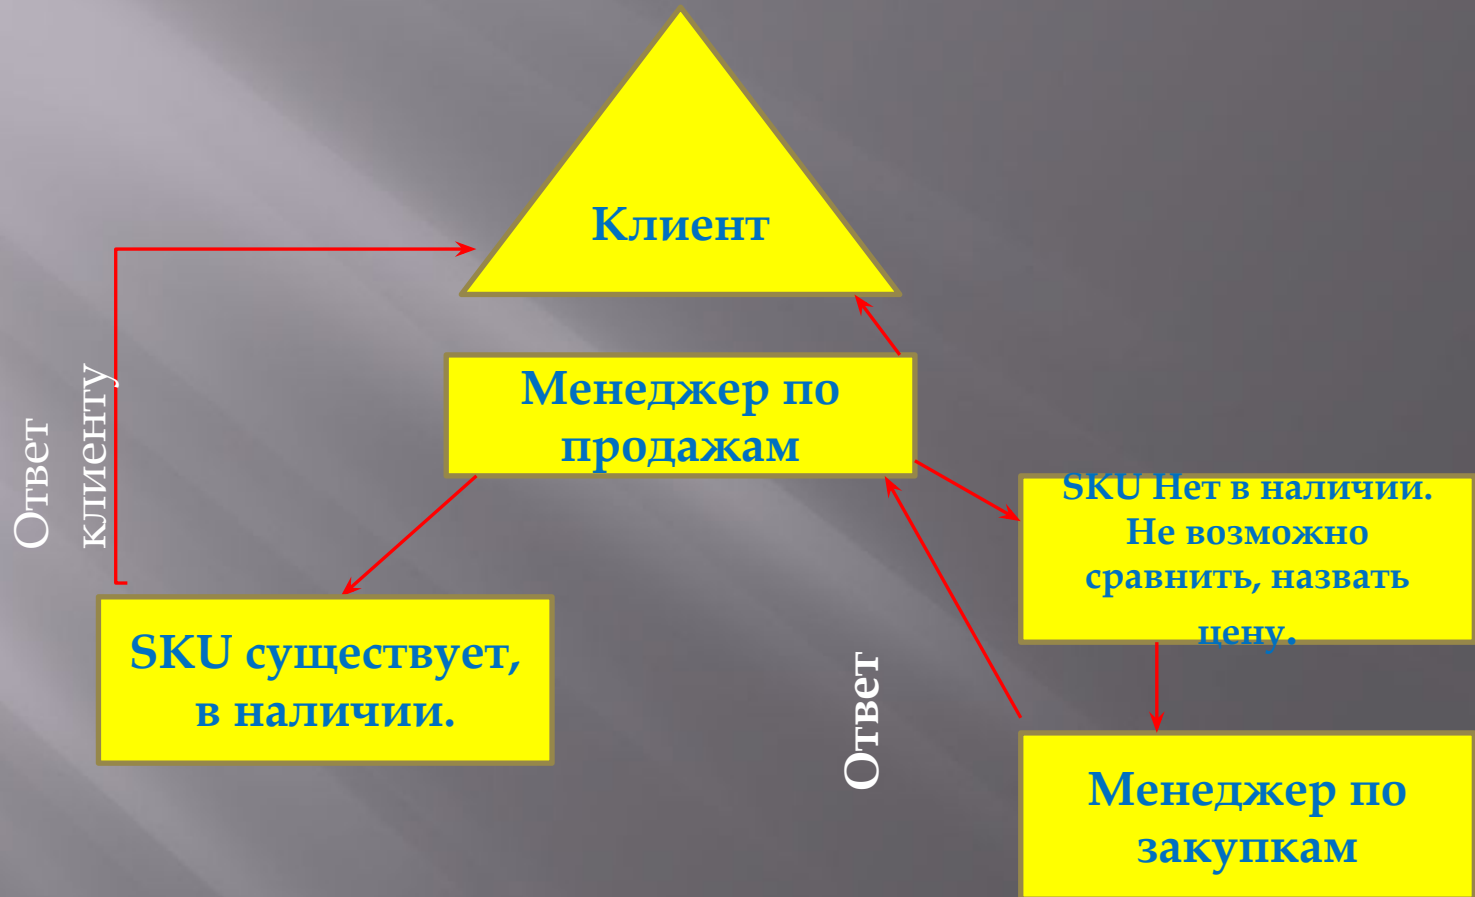 Клиент
Менеджер по
продажам
Ответ
клиенту
SKU Нет в наличии.
Не возможно
сравнить, назвать
цену.
SKU существует,
в наличии.
Ответ
Менеджер по
закупкам